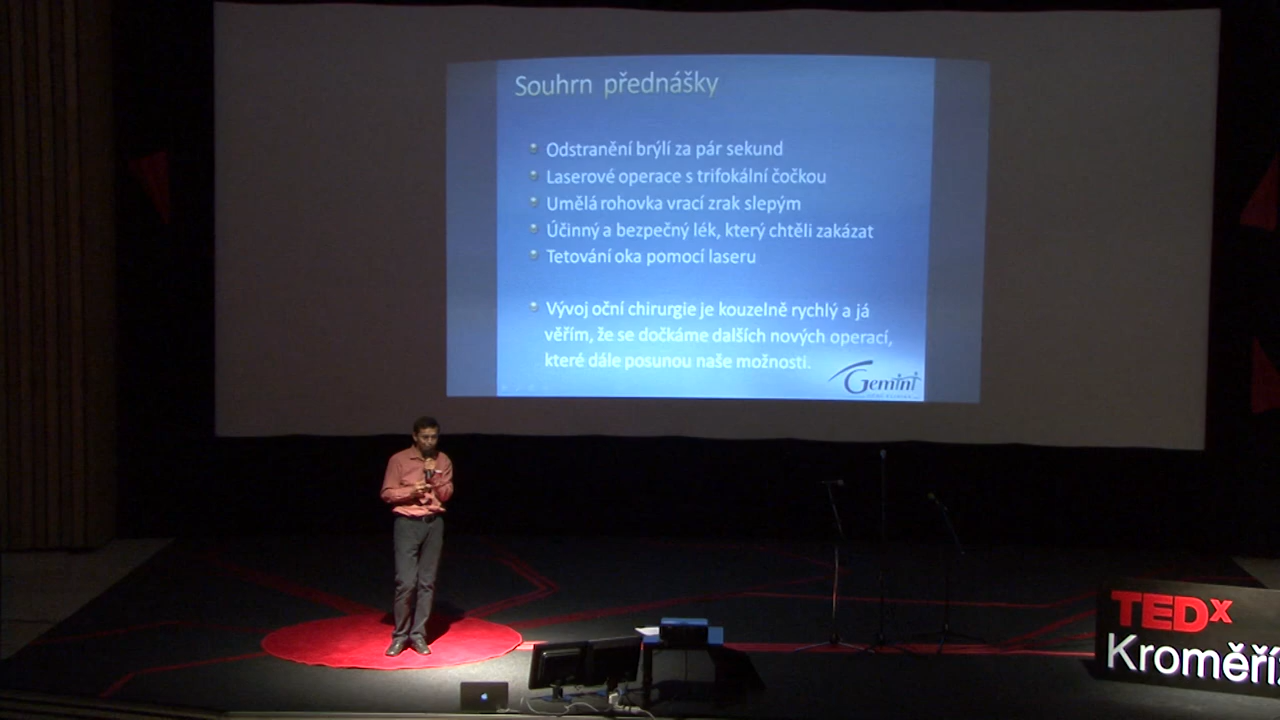 Souhrn přednášky
Odstranění brýlí za pár sekund
Laserové operace s trifokální čočkou
Umělá rohovka vrací zrak slepým
Účinný a bezpečný lék, který chtěli zakázat
Tetování oka pomocí laseru
Vývoj oční chirurgie je kouzelně rychlý a já
věřím, že se dočkáme dalších nových operací,
které dále posunou naše možnosti.
Gemini
TEDx
Kroměří